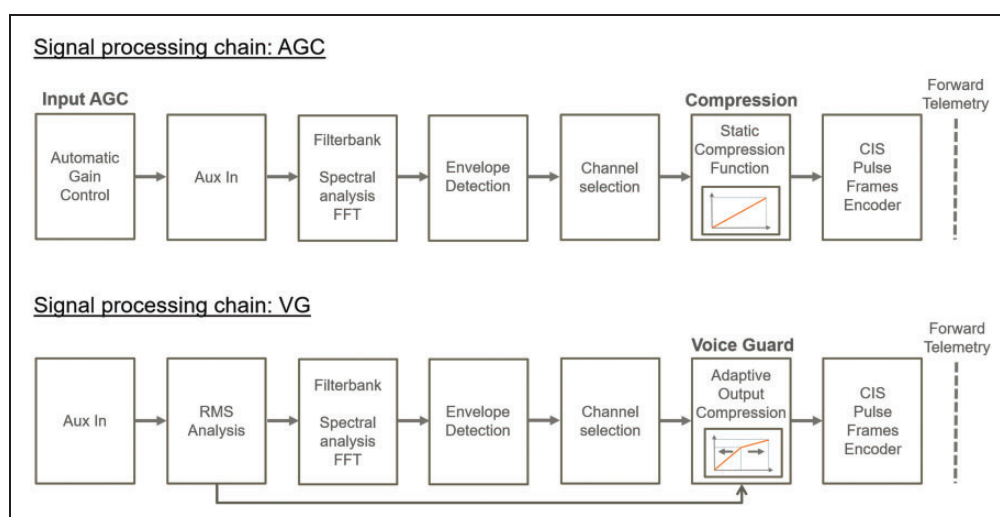 Signal processing chain: AGC
Input AGC
Automatic
Gain
Control
Aux In
Filterbank
Spectral
analysis
FFT
Envelope
Detection
Channel
selection
Compression
Static
Compression
Function
CIS
Pulse
Frames
Encoder
Forward
Telemetry
Signal processing chain: VG
Aux In
RMS
Analysis
Filterbank
Spectral
analysis
FFT
Envelope
Detection
Channel
selection
Voice Guard
Adaptive
Output
Compression
CIS
Pulse
Frames
Encoder
Forward
Telemetry